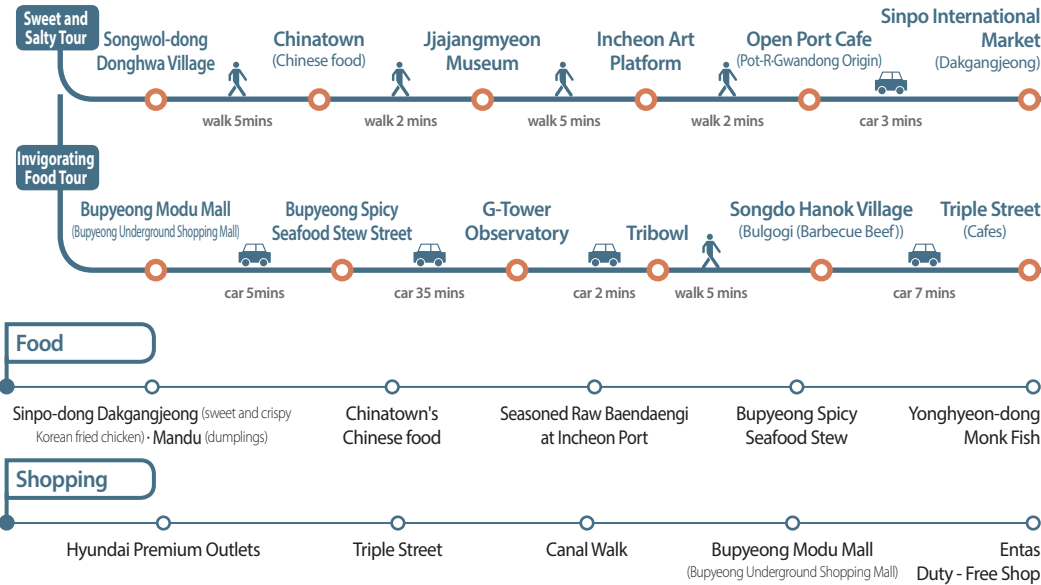 Sweet and
Salty Tour
Songwol-dong
Donghwa Village
Chinatown
(Chinese food)
Jjajangmyeon
Museum
Incheon Art
Platform
Open Port Cafe
(Pot-R·Gwandong Origin)
Sinpo International
Market
(Dakgangjeong)
walk 5mins
walk 2 mins
walk 5 mins
walk 2 mins
car 3 mins
Invigorating
Food Tour
Bupyeong Modu Mall
(Bupyeong Underground Shopping Mall)
Bupyeong Spicy
Seafood Stew Street
G-Tower
Observatory
Tribowl
Songdo Hanok Village
(Bulgogi (Barbecue Beef))
Triple Street
(Cafes)
car 5mins
car 35 mins
car 2 mins
walk 5 mins
car 7 mins
Food
Sinpo-dong Dakgangjeong (sweet and crispy
Korean fried chicken) · Mandu (dumplings)
Chinatown's
Chinese food
Seasoned Raw Baendaengi
at Incheon Port
Bupyeong Spicy
Seafood Stew
Yonghyeon-dong
Monk Fish
Shopping
Hyundai Premium Outlets
Triple Street
Canal Walk
Bupyeong Modu Mall
(Bupyeong Underground Shopping Mall)
Entas
Duty - Free Shop